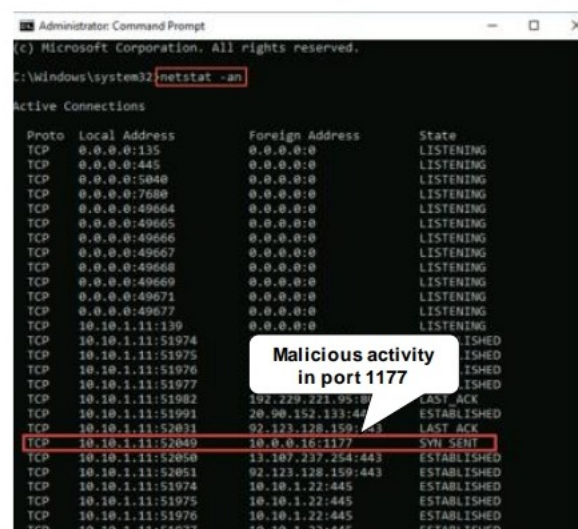 Administrator: Command Prompt
(c) Microsoft Corporation. All rights reserved.
C:\Windows\system32>netstat -an
Active Connections
Proto Local Address Foreign Address State
TCP 0.0.0.0:135 0.0.0.0:0 LISTENING
TCP 0.0.0.0:445 0.0.0.0:0 LISTENING
TCP 0.0.0.0:5040 0.0.0.0:0 LISTENING
TCP 0.0.0.0:7680 0.0.0.0:0 LISTENING
TCP 0.0.0.0:49664 0.0.0.0:0 LISTENING
TCP 0.0.0.0:49665 0.0.0.0:0 LISTENING
TCP 0.0.0.0:49666 0.0.0.0:0 LISTENING
TCP 0.0.0.0:49667 0.0.0.0:0 LISTENING
TCP 0.0.0.0:49668 0.0.0.0:0 LISTENING
TCP 0.0.0.0:49669 0.0.0.0:0 LISTENING
TCP 0.0.0.0:49671 0.0.0.0:0 LISTENING
TCP 0.0.0.0:49677 0.0.0.0:0 LISTENING
TCP 10.10.1.11:139 0.0.0.0:0 LISTENING
TCP 10.10.1.11:51974 LISHED
TCP 10.10.1.11:51975 LISHED
TCP 10.10.1.11:51976 LISHED
TCP 10.10.1.11:51977 LISHED
Malicious activity
in port 1177
TCP 10.10.1.11:51982 192.229.221.95:80 LAST_ACK
TCP 10.10.1.11:51991 20.90.152.133:44 ESTABLISHED
TCP 10.10.1.11:52031 92.123.128.159:443 LAST_ACK
TCP 10.10.1.11:52049 10.0.0.16:1177 SYN_SENT
TCP 10.10.1.11:52050 13.107.237.254:443 ESTABLISHED
TCP 10.10.1.11:52051 92.123.128.159:443 ESTABLISHED
TCP 10.10.1.11:51974 10.10.1.22:445 ESTABLISHED
TCP 10.10.1.11:51975 10.10.1.22:445 ESTABLISHED
TCP 10.10.1.11:51976 10.10.1.22:445 ESTABLISHED